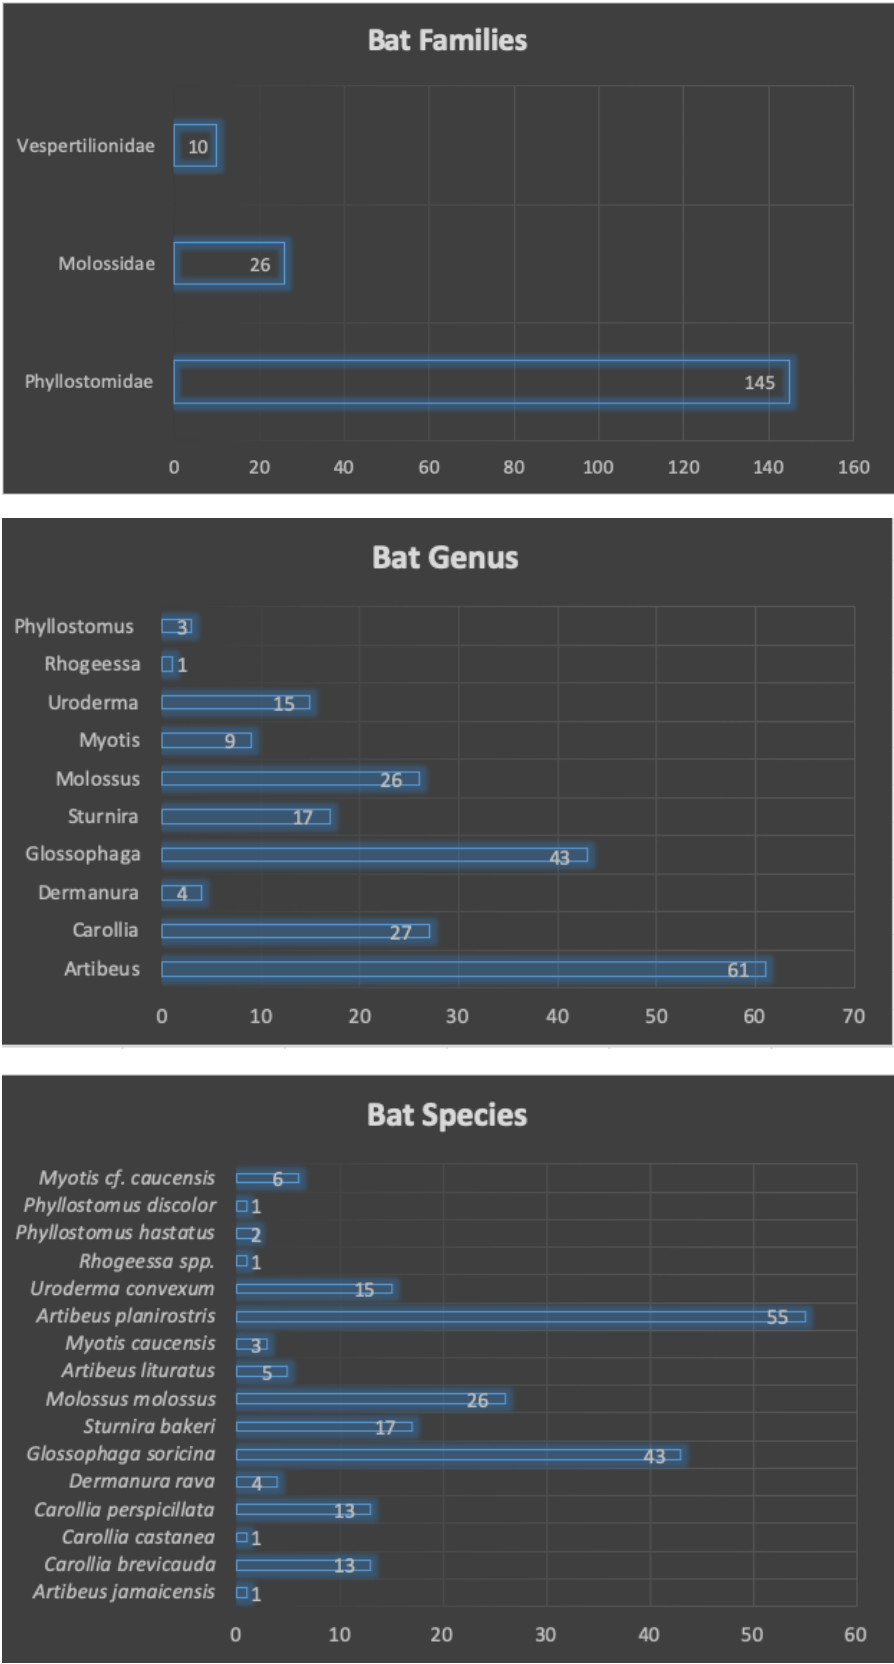 Bat Families
Vespertilionidae 10
Molossidae 26
Phyllostomidae 145
0 20 40 60 80 100 120 140 160
Bat Genus
Phyllostomus 3
Rhogeessa 1
Uroderma 15
Myotis 9
Molossus 26
Sturnira 17
Glossophaga 43
Dermanura 4
Carollia 27
Artibeus 61
0 10 20 30 40 50 60 70
Bat Species
Myotis cf. caucensis 6
Phyllostomus discolor 1
Phyllostomus hastatus 2
Rhogeessa spp. 1
Uroderma convexum 15
Artibeus planirostris 55
Myotis caucensis 3
Artibeus lituratus 5
Molossus molossus 26
Sturnira bakeri 17
Glossophaga soricina 43
Dermanura rava 4
Carollia perspicillata 13
Carollia castanea 1
Carollia brevicauda 13
Artibeus jamaicensis 1
0 10 20 30 40 50 60